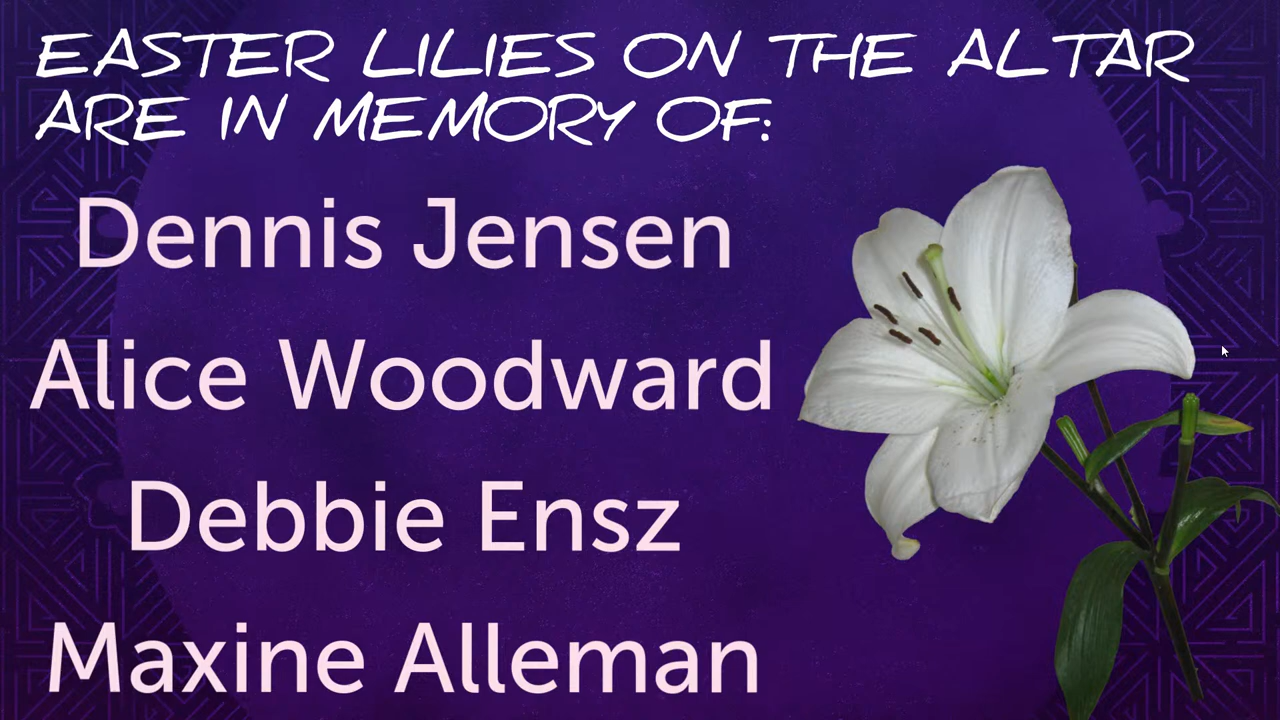 EASTER LILIES ON THE ALTAR
ARE IN MEMORY OF:
Dennis Jensen
Alice Woodward
Debbie Ensz
Maxine Alleman